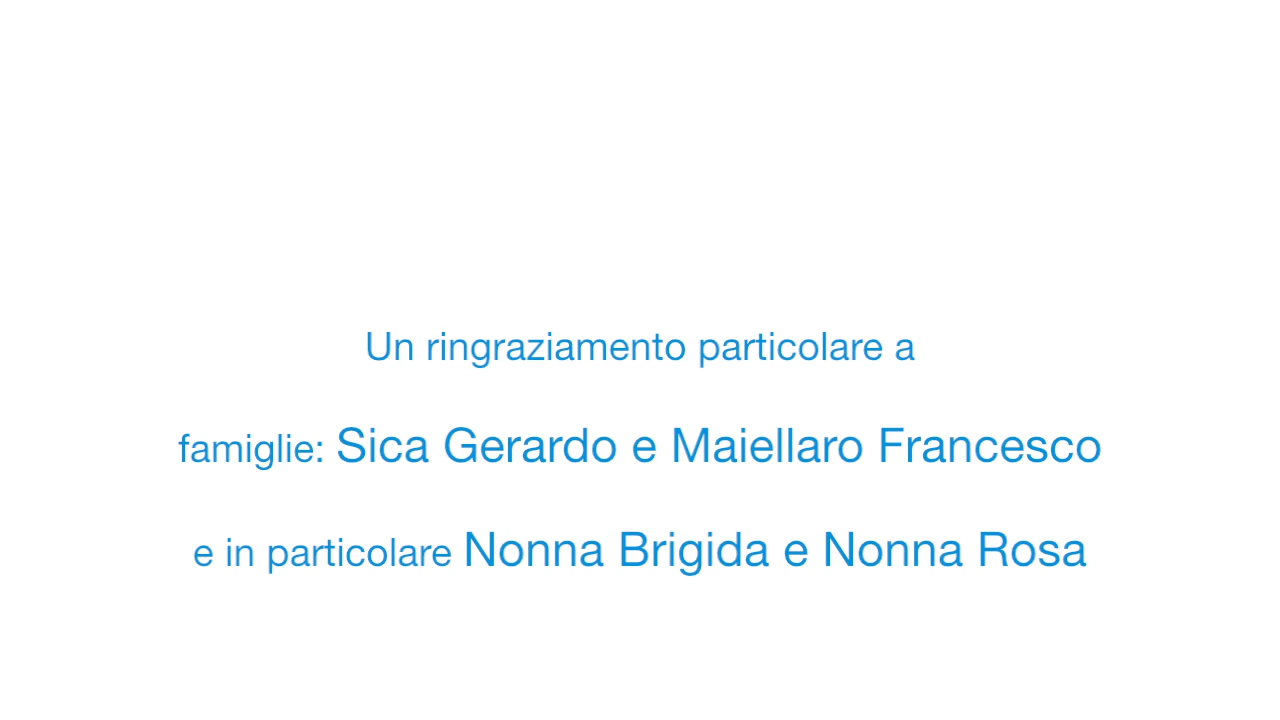 Un ringraziamento particolare a
famiglie: Sica Gerardo e Maiellaro Francesco
e in particolare Nonna Brigida e Nonna Rosa